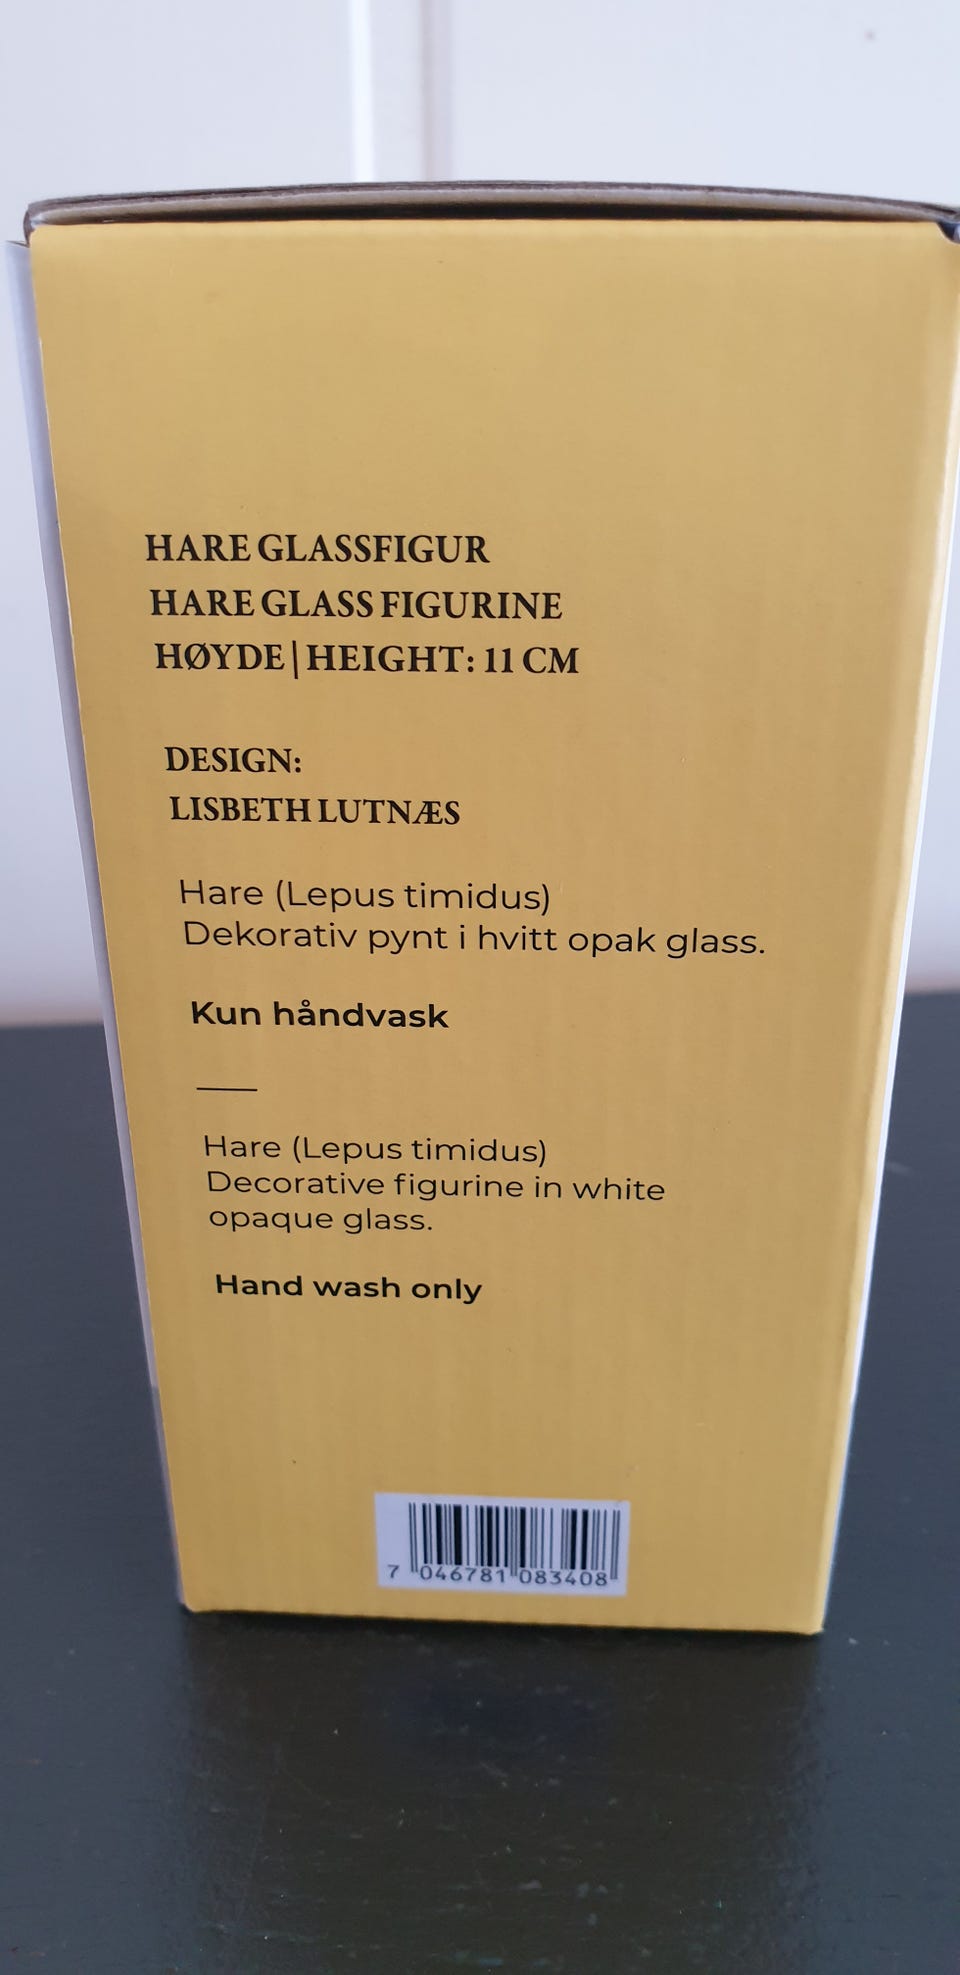 HARE GLASSFIGUR
HARE GLASS FIGURINE
HØYDE | HEIGHT: 11 CM
DESIGN:
LISBETH LUTNÆS
Hare (Lepus timidus)
Dekorativ pynt i hvitt opak glass.
Kun håndvask
Hare (Lepus timidus)
Decorative figurine in white
opaque glass.
Hand wash only
7 046781 083408